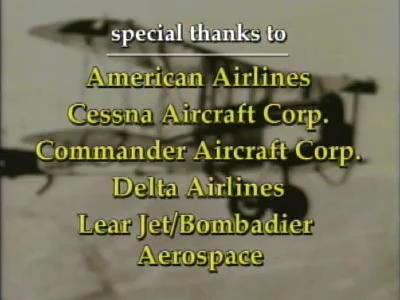 special thanks to
American Airlines
Cessna Aircraft Corp.
Commander Aircraft Corp.
Delta Airlines
Lear Jet/Bombadier
Aerospace